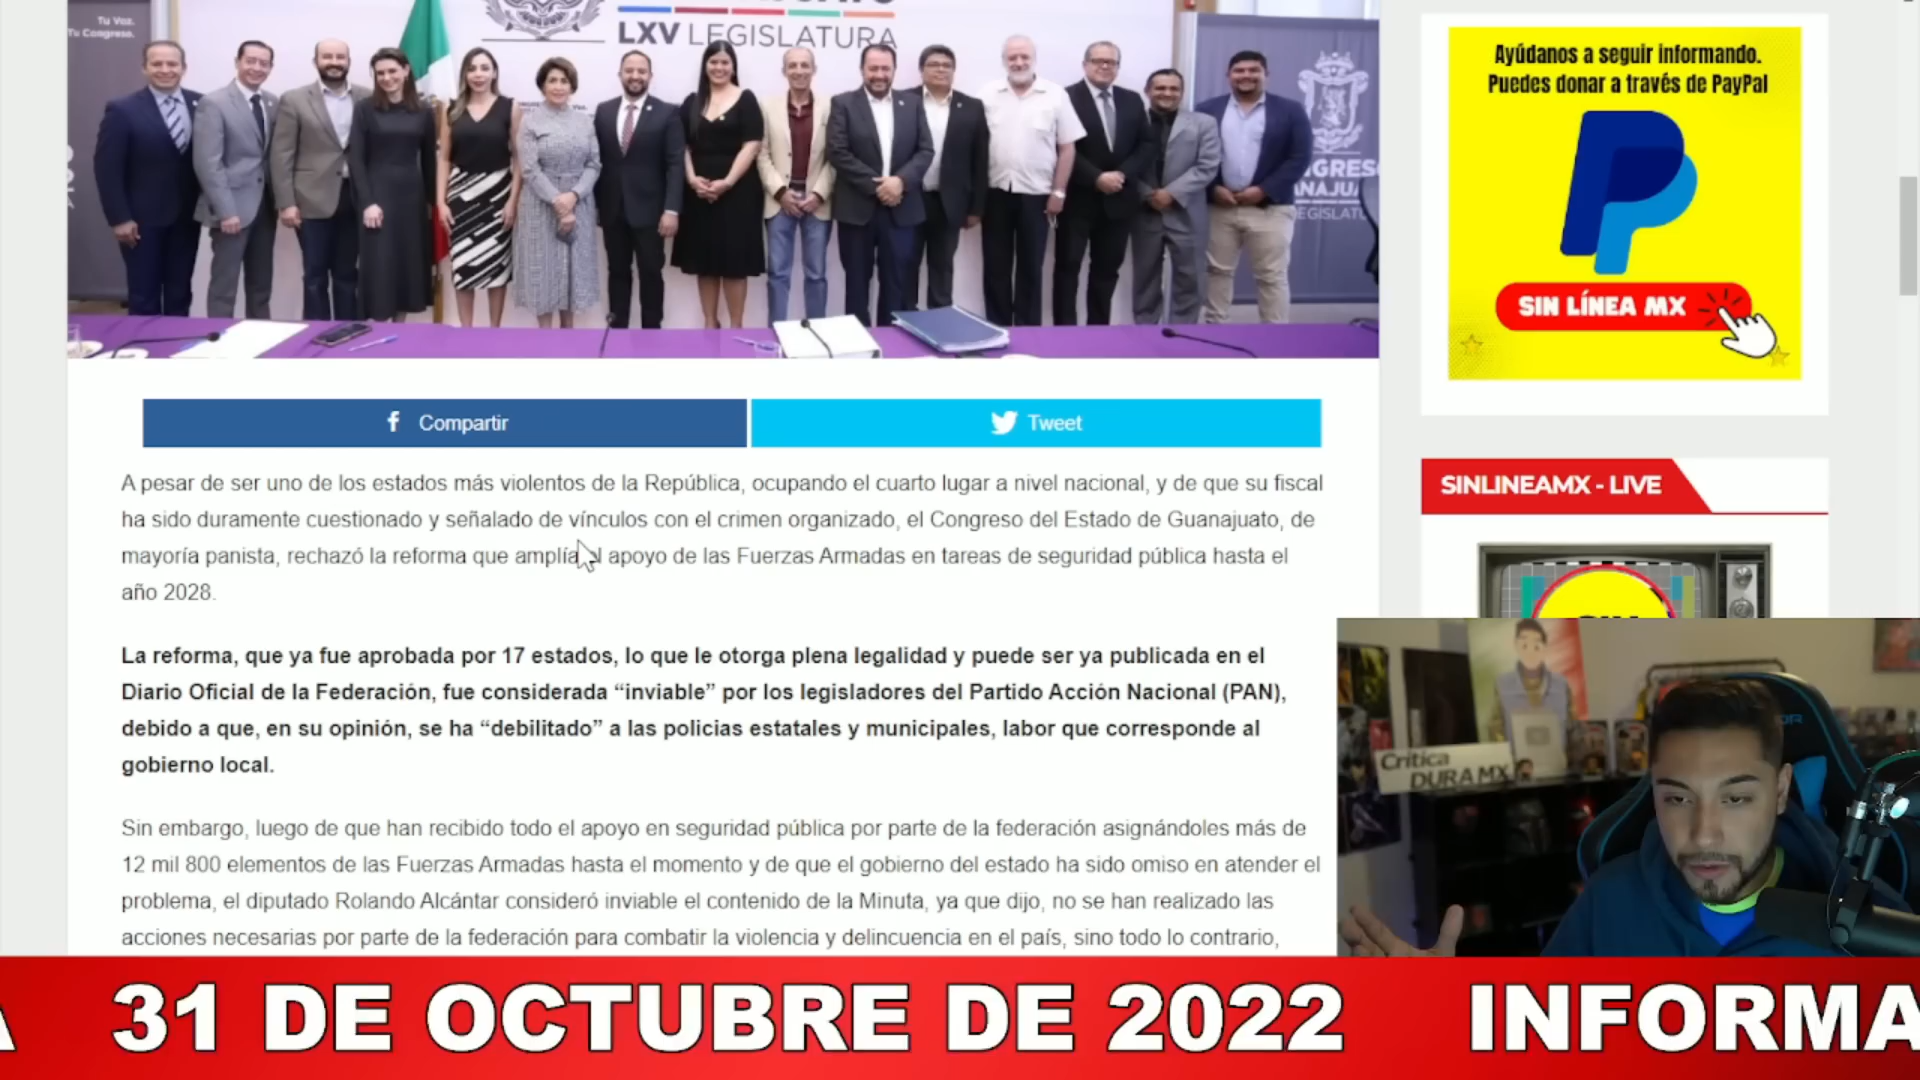 Tu Voz.
Tu Congreso.
LXV LEGISLATURA
Ayúdanos a seguir informando.
Puedes donar a través de PayPal
SIN LÍNEA MX
Compartir
Tweet
SINLINEAMX - LIVE
A pesar de ser uno de los estados más violentos de la República, ocupando el cuarto lugar a nivel nacional, y de que su fiscal
ha sido duramente cuestionado y señalado de vínculos con el crimen organizado, el Congreso del Estado de Guanajuato, de
mayoría panista, rechazó la reforma que amplía el apoyo de las Fuerzas Armadas en tareas de seguridad pública hasta el
año 2028.
La reforma, que ya fue aprobada por 17 estados, lo que le otorga plena legalidad y puede ser ya publicada en el
Diario Oficial de la Federación, fue considerada “inviable” por los legisladores del Partido Acción Nacional (PAN),
debido a que, en su opinión, se ha “debilitado” a las policias estatales y municipales, labor que corresponde al
gobierno local.
Sin embargo, luego de que han recibido todo el apoyo en seguridad pública por parte de la federación asignándoles más de
12 mil 800 elementos de las Fuerzas Armadas hasta el momento y de que el gobierno del estado ha sido omiso en atender el
problema, el diputado Rolando Alcántar consideró inviable el contenido de la Minuta, ya que dijo, no se han realizado las
acciones necesarias por parte de la federación para combatir la violencia y delincuencia en el país, sino todo lo contrario,
Crítica
DURA MX
A 31 DE OCTUBRE DE 2022 INFORMA